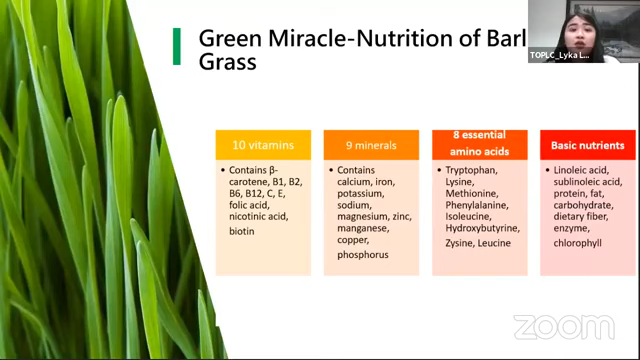 Green Miracle-Nutrition of Barl
Grass
TOPLC_Lyka L...
10 vitamins
• Contains β-
carotene, B1, B2,
B6, B12, C, E,
folic acid,
nicotinic acid,
biotin
9 minerals
• Contains
calcium, iron,
potassium,
sodium,
magnesium, zinc,
manganese,
copper,
phosphorus
8 essential
amino acids
• Tryptophan,
Lysine,
Methionine,
Phenylalanine,
Isoleucine,
Hydroxybutyrine,
Zysine, Leucine
Basic nutrients
• Linoleic acid,
sublinoleic acid,
protein, fat,
carbohydrate,
dietary fiber,
enzyme,
chlorophyll
zoom